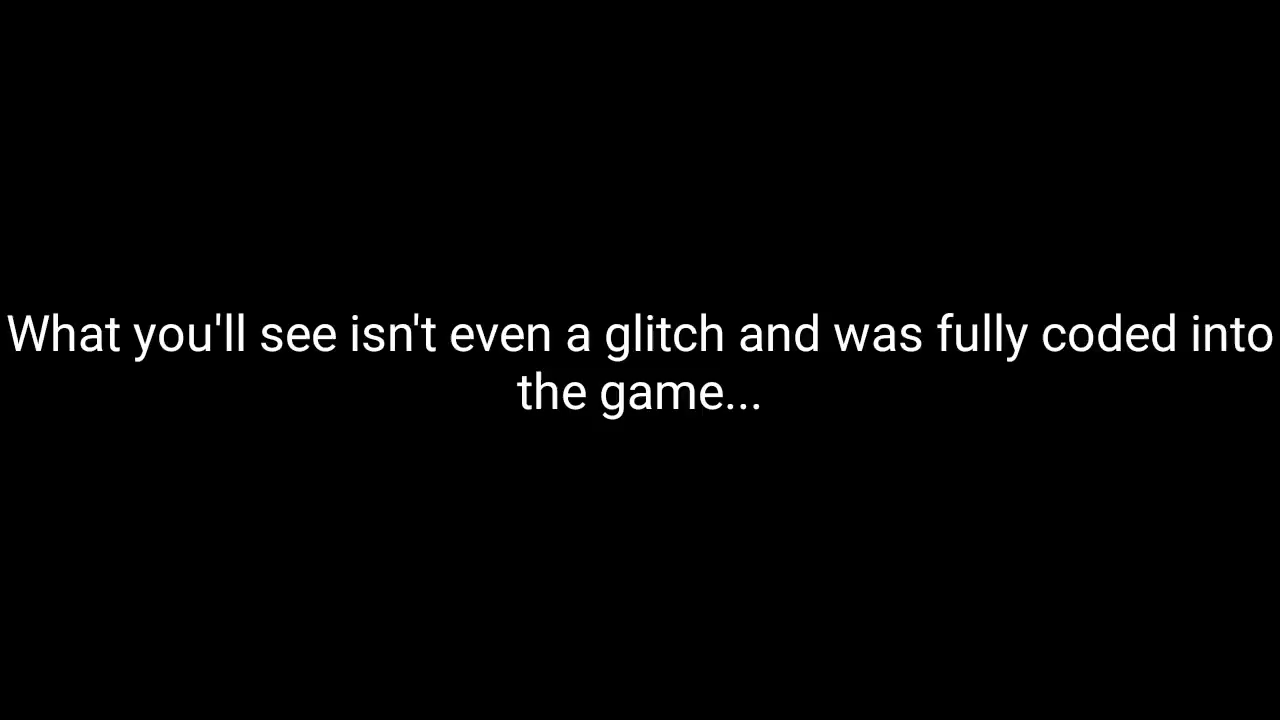 What you'll see isn't even a glitch and was fully coded into
the game...